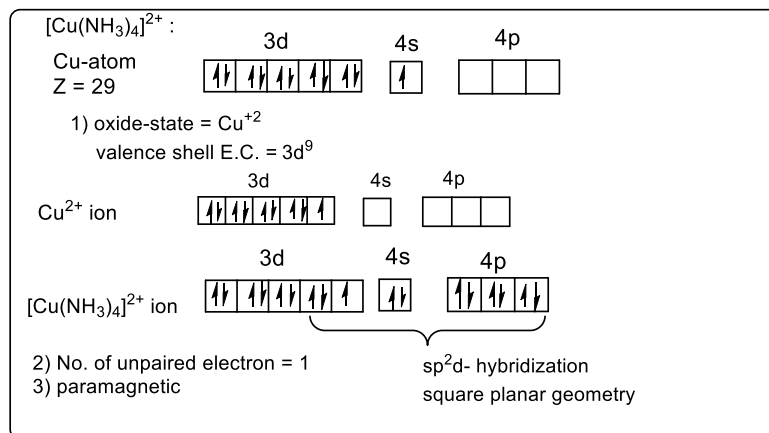 [Cu(NH₃)₄]²⁺ :
3d 4s 4p
Cu-atom
Z = 29
1) oxide-state = Cu⁺²
valence shell E.C. = 3d⁹
3d 4s 4p
Cu²⁺ ion
3d 4s 4p
[Cu(NH₃)₄]²⁺ ion
2) No. of unpaired electron = 1
3) paramagnetic
sp²d- hybridization
square planar geometry